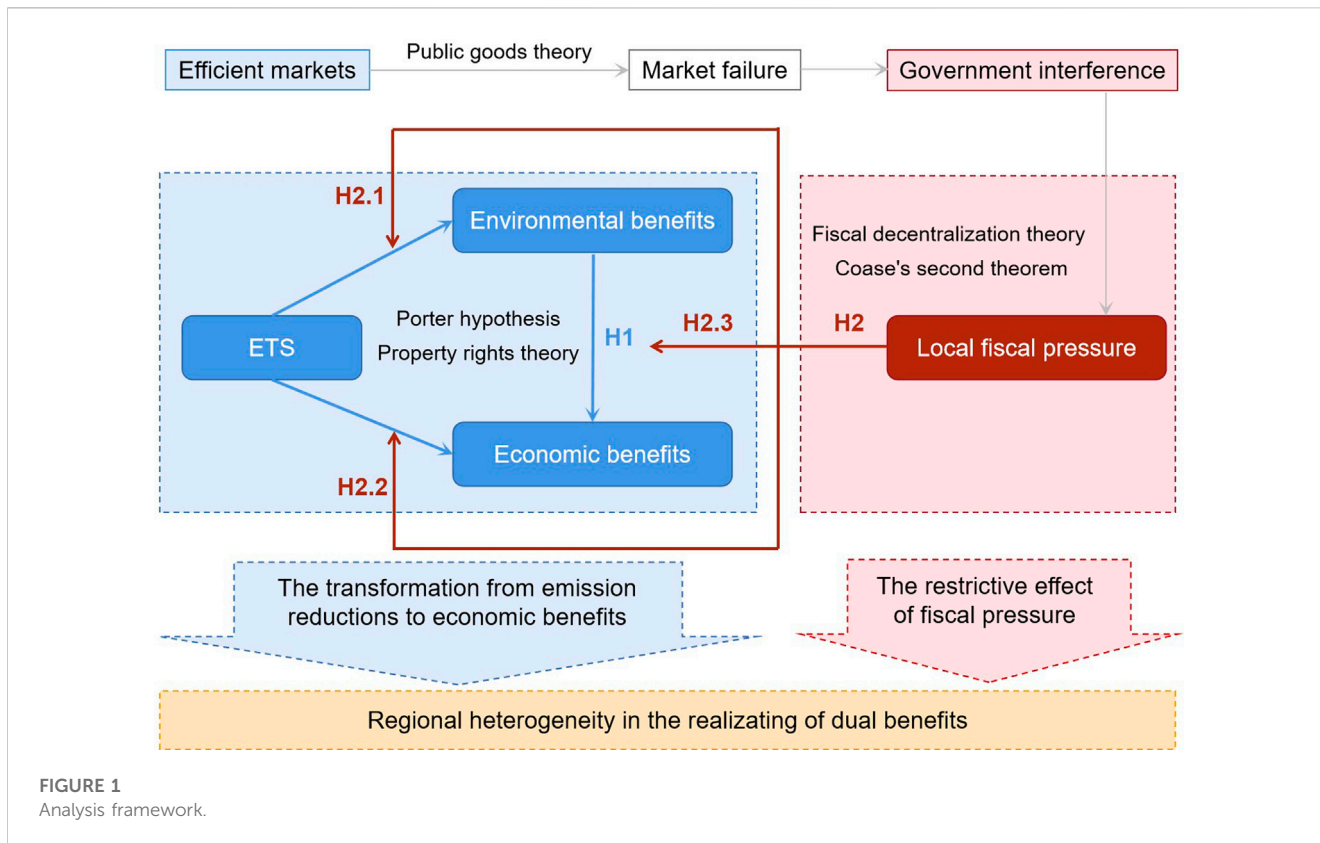 Public goods theory
Efficient markets
Market failure
Government interference
H2.1
Environmental benefits
Fiscal decentralization theory
Coase's second theorem
Porter hypothesis
Property rights theory
ETS
H1
H2.3
H2
Local fiscal pressure
Economic benefits
H2.2
The transformation from emission
reductions to economic benefits
The restrictive effect
of fiscal pressure
Regional heterogeneity in the realizating of dual benefits
FIGURE 1
Analysis framework.